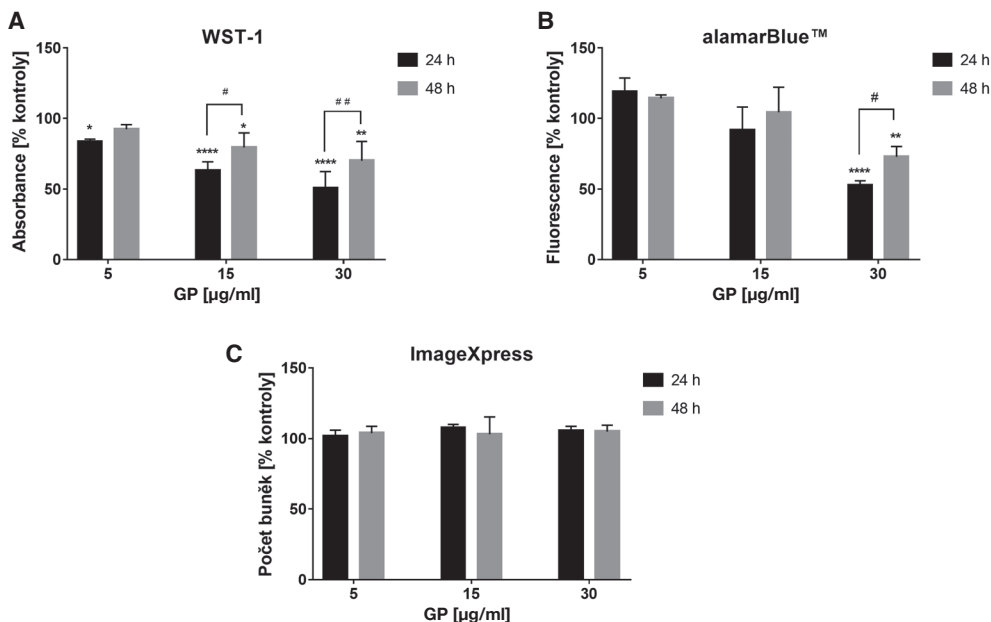 A
WST-1
150
100
50
0
Absorbance [% kontroly]
*
****
#
*
****
# #
**
5
15
30
GP [µg/ml]
24 h
48 h
B
alamarBlue™
150
100
50
0
Fluorescence [% kontroly]
****
#
**
5
15
30
GP [µg/ml]
24 h
48 h
C
ImageXpress
150
100
50
0
Počet buněk [% kontroly]
5
15
30
GP [µg/ml]
24 h
48 h